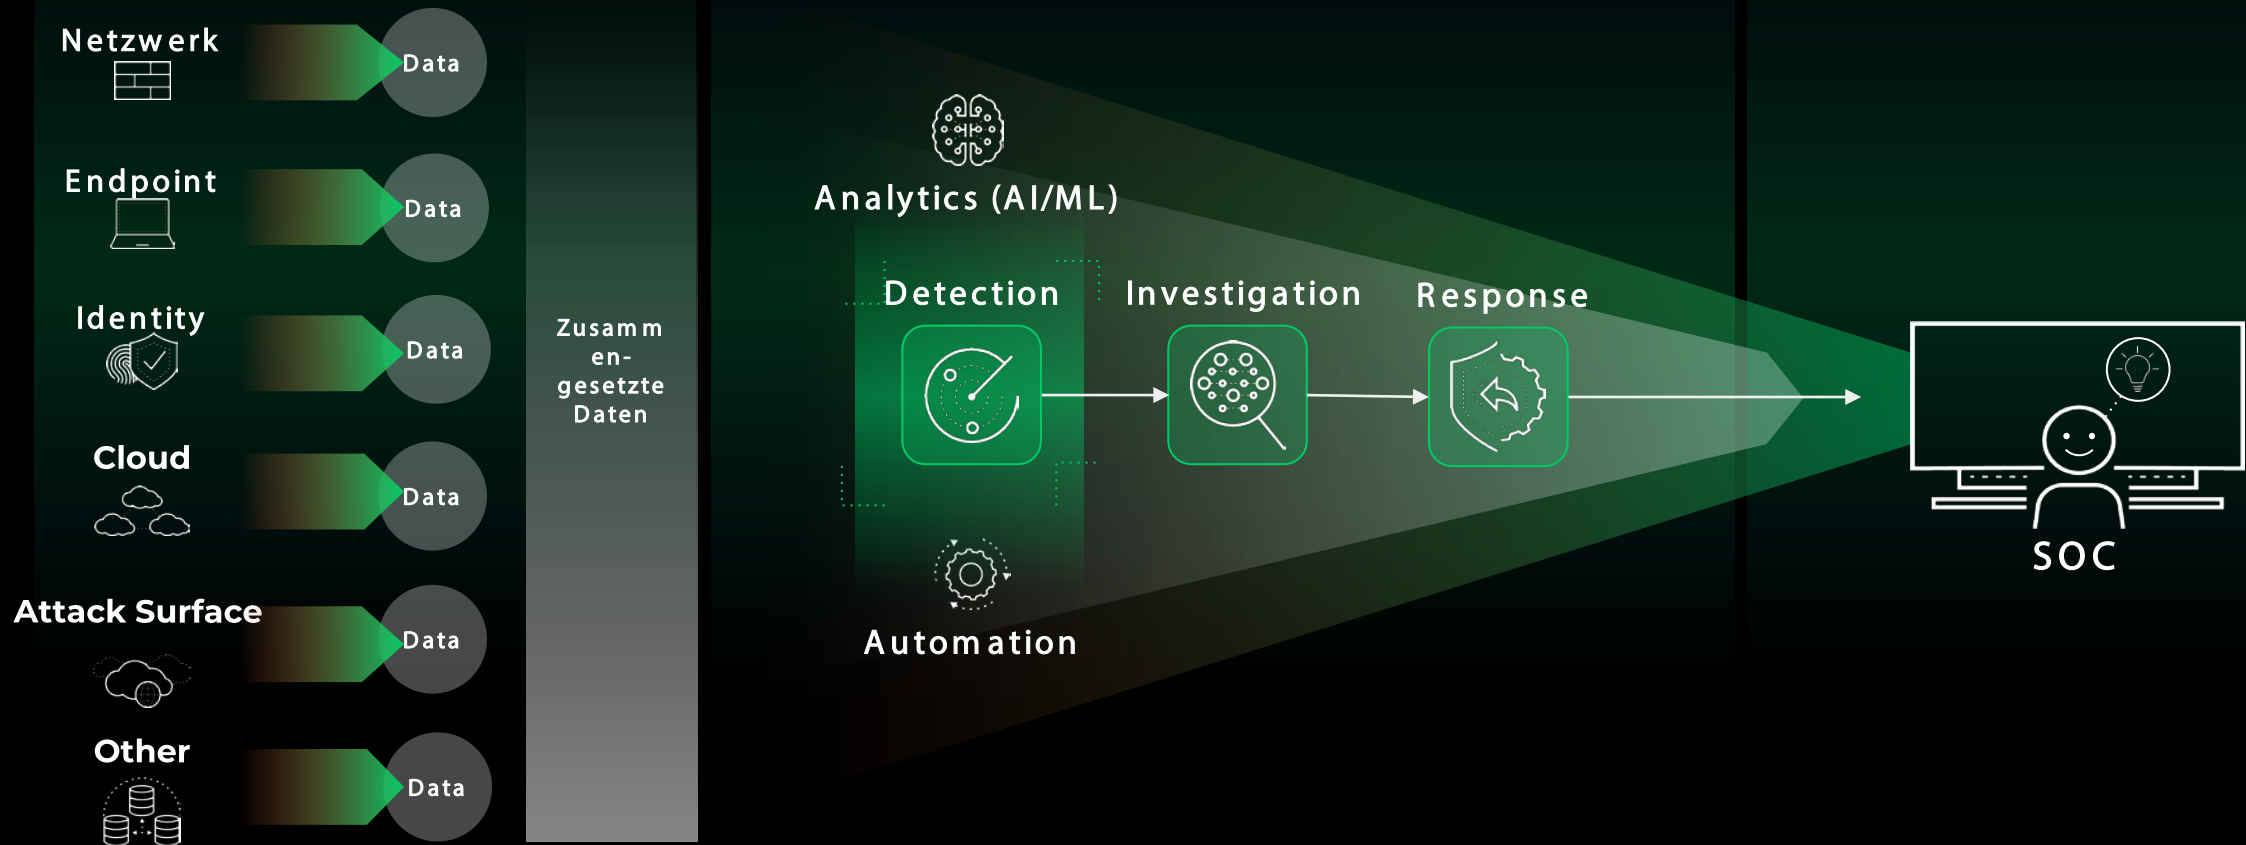 Netzwerk
Data
Endpoint
Data
Identity
Data
Cloud
Data
Attack Surface
Data
Other
Data
Zusamm
en-
gesetzte
Daten
Analytics (AI/ML)
Detection
Investigation
Response
Automation
SOC